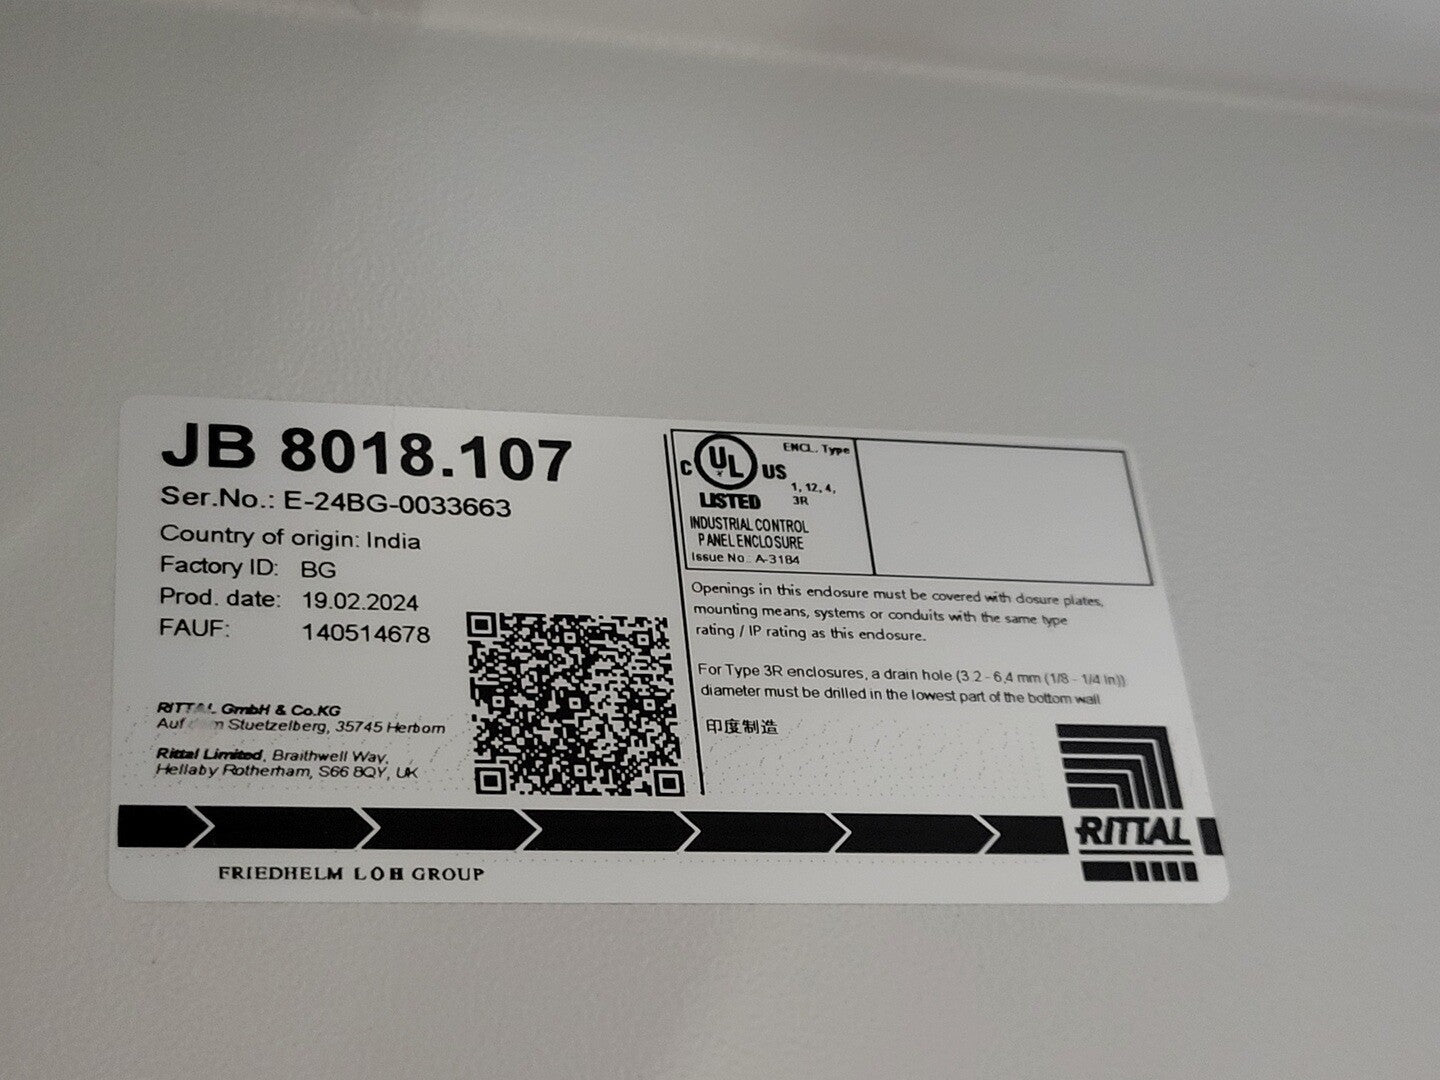 JB 8018.107
Ser.No.: E-24BG-0033663
Country of origin: India
Factory ID: BG
Prod. date: 19.02.2024
FAUF: 140514678
RITTAL GmbH & Co.KG
Auf Stuetzelberg, 35745 Herborn
Rittal Limited, Braithwell Way,
Hellaby Rotherham, S66 8QY, UK
C UL US
LISTED
ENCL. Type
1, 12, 4,
3R
INDUSTRIAL CONTROL
PANEL ENCLOSURE
Issue No.: A-3184
Openings in this enclosure must be covered with closure plates,
mounting means, systems or conduits with the same type
rating / IP rating as this enclosure.
For Type 3R enclosures, a drain hole (3.2 - 6,4 mm (1/8 - 1/4 in))
diameter must be drilled in the lowest part of the bottom wall
印度制造
RITTAL
FRIEDHELM LOH GROUP